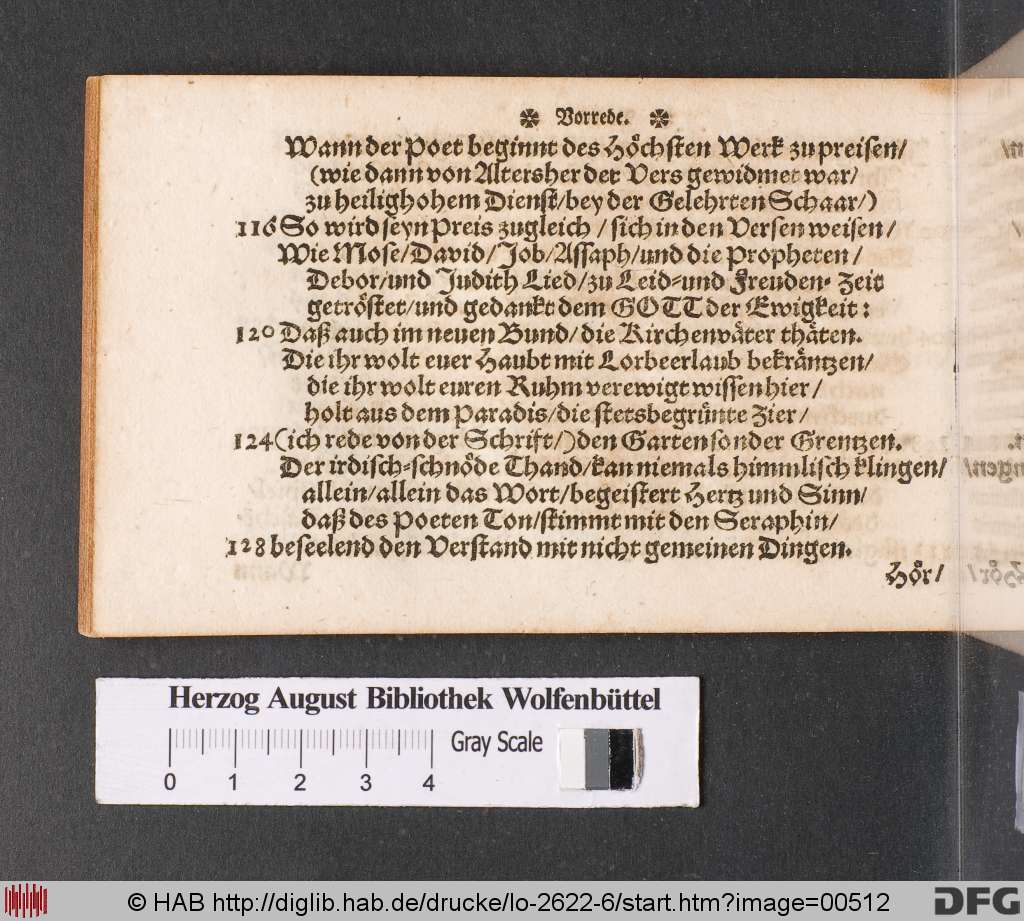 Vorrede.
Wann der Poet beginnt des Höchsten Werk zu preisen/
(wie dann von Altersher der Vers gewidmet war/
zu heilighohem Dienst/bey der Gelehrten Schaar/)
116 So wird seyn Preis zugleich / sich in den Versen weisen/
Wie Mose/David/Job/Assaph/und die Propheten/
Debor/und Judith Lied/zu Leid-und Freuden-Zeit
getröstet/und gedankt dem GOTT der Ewigkeit:
120 Daß auch im neuen Bund/die Kirchenväter thäten.
Die ihr wolt euer Haubt mit Lorbeerlaub bekräntzen/
die ihr wolt euren Ruhm verewigt wissen hier/
holt aus dem Paradis/die stetsbegrünte Zier/
124 (ich rede von der Schrift/) den Garten sonder Grentzen.
Der irdisch-schnöde Thand/kan niemals himmlisch klingen/
allein/allein das Wort/begeistert Hertz und Sinn/
daß des Poeten Ton/stimmt mit den Seraphin/
128 beseelend den Verstand mit nicht gemeinen Dingen.
Hör/
Herzog August Bibliothek Wolfenbüttel
Gray Scale
0 1 2 3 4
© HAB http://diglib.hab.de/drucke/lo-2622-6/start.htm?image=00512
DFG